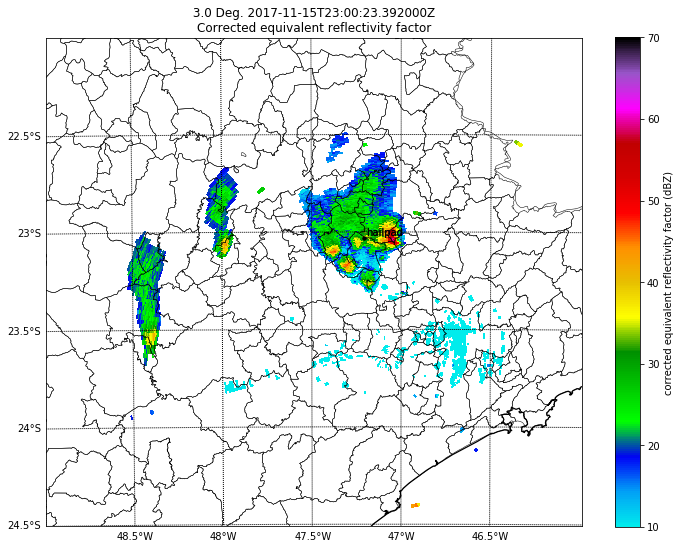 3.0 Deg. 2017-11-15T23:00:23.392000Z
Corrected equivalent reflectivity factor
22.5°S
23°S
23.5°S
24°S
24.5°S
48.5°W
48°W
47.5°W
47°W
46.5°W
hailpad
70
60
50
40
30
20
10
corrected equivalent reflectivity factor (dBZ)